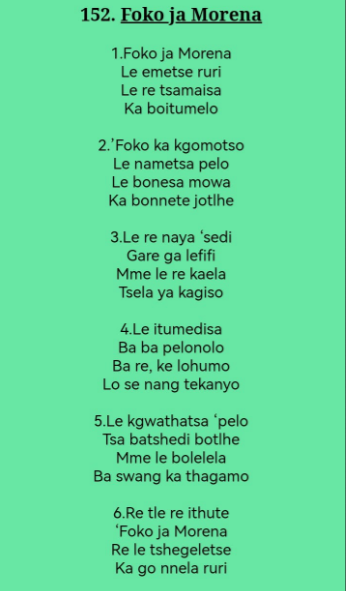 152. Foko ja Morena
1.Foko ja Morena
Le emetse ruri
Le re tsamaisa
Ka boitumelo
2.'Foko ka kgomotso
Le nametsa pelo
Le bonesa mowa
Ka bonnete jotlhe
3.Le re naya ‘sedi
Gare ga lefifi
Mme le re kaela
Tsela ya kagiso
4.Le itumedisa
Ba ba pelonolo
Ba re, ke lohumo
Lo se nang tekanyo
5.Le kgwathatsa ‘pelo
Tsa batshedi botlhe
Mme le bolelela
Ba swang ka thagamo
6.Re tle re ithute
‘Foko ja Morena
Re le tshegeletse
Ka go nnela ruri